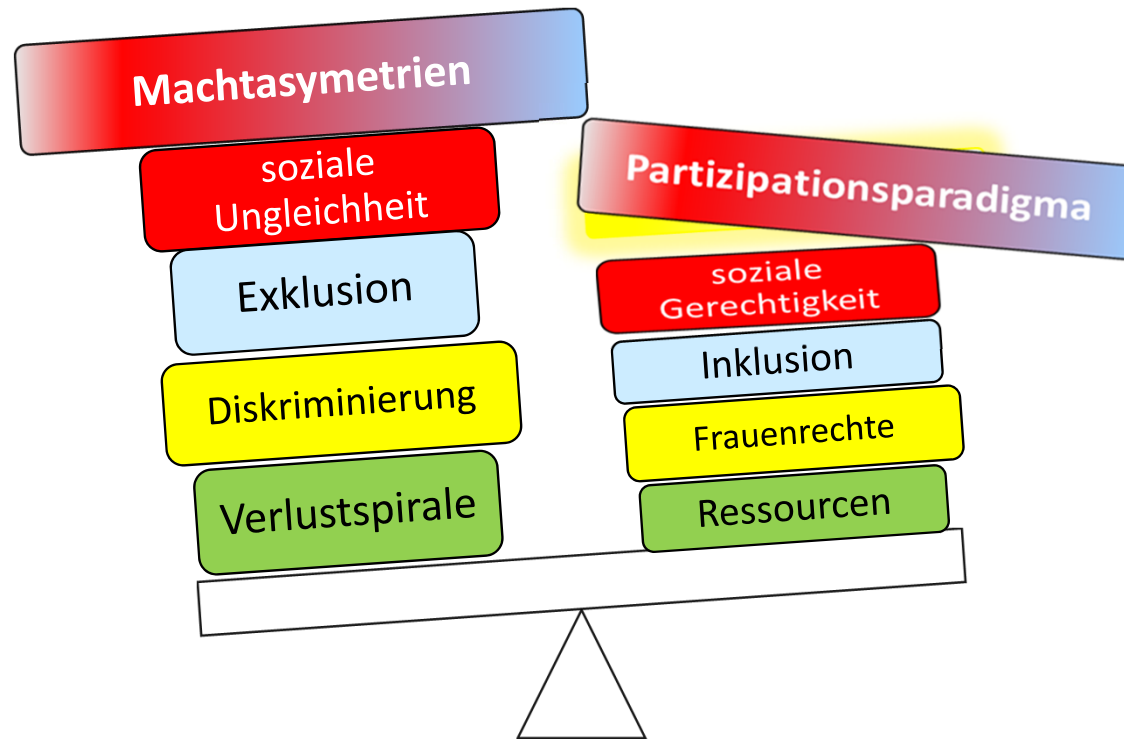 Machtasymetrien
soziale
Ungleichheit
Exklusion
Diskriminierung
Verlustspirale
Partizipationsparadigma
soziale
Gerechtigkeit
Inklusion
Frauenrechte
Ressourcen